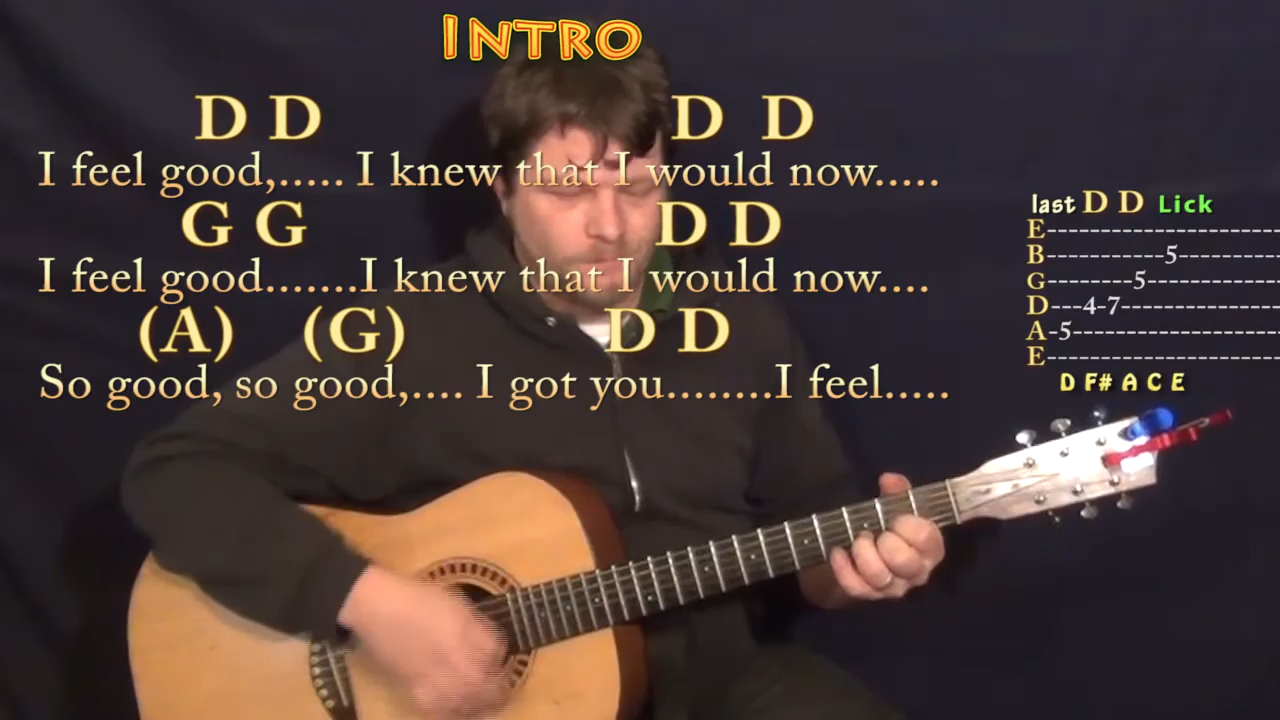 INTRO
D D D D
I feel good,..... I knew that I would now.....
G G D D
I feel good.......I knew that I would now....
(A) (G) D D
So good, so good,.... I got you........I feel.....
last D D Lick
E-----------------------
B-----------5---------
G--------5------------
D---4-7---------------
A-5---------------------
E-----------------------
D F# A C E